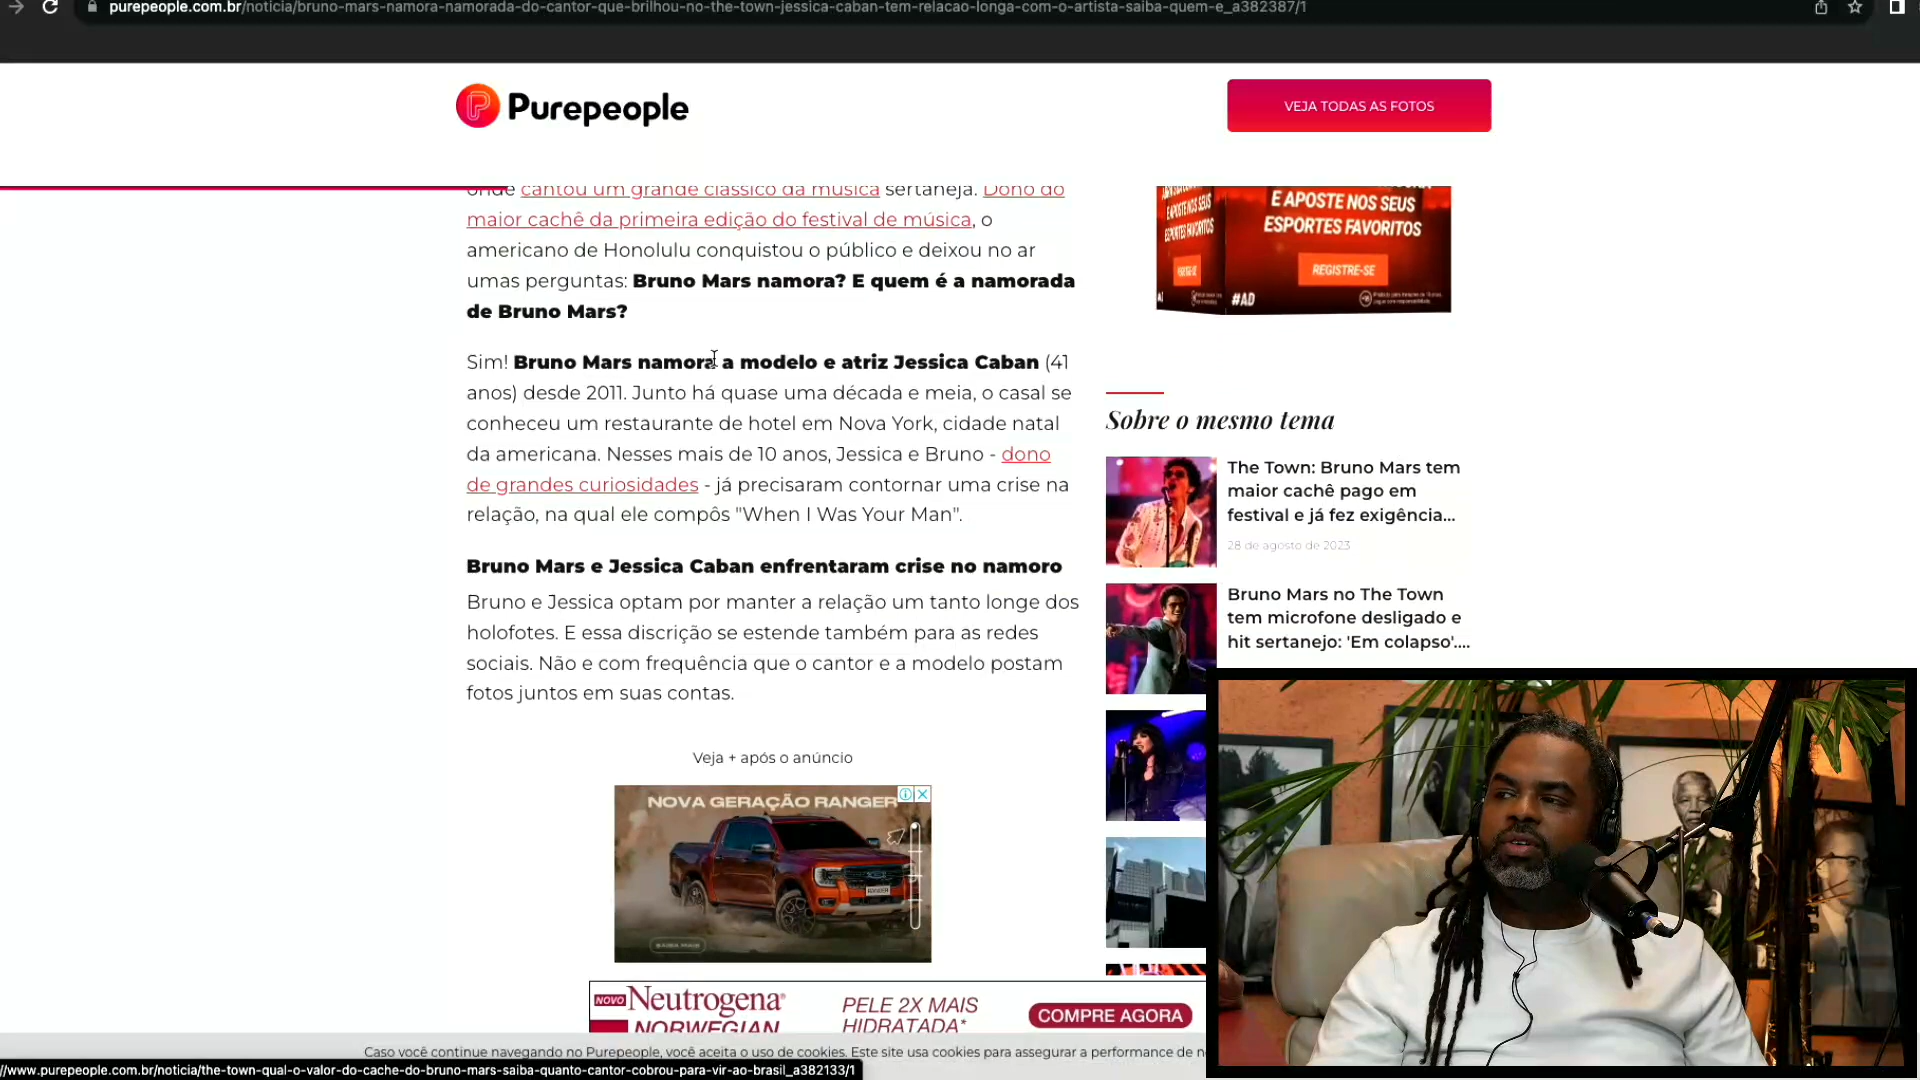 purepeople.com.br/noticia/bruno-mars-namora-namorada-do-cantor-que-brilhou-no-the-town-jessica-caban-tem-relacao-longa-com-o-artista-saiba-quem-e_a382387/1
Purepeople
VEJA TODAS AS FOTOS
onde cantou um grande clássico da música sertaneja. Dono do
maior cachê da primeira edição do festival de música, o
americano de Honolulu conquistou o público e deixou no ar
umas perguntas: Bruno Mars namora? E quem é a namorada
de Bruno Mars?
Sim! Bruno Mars namora a modelo e atriz Jessica Caban (41
anos) desde 2011. Junto há quase uma década e meia, o casal se
conheceu um restaurante de hotel em Nova York, cidade natal
da americana. Nesses mais de 10 anos, Jessica e Bruno - dono
de grandes curiosidades - já precisaram contornar uma crise na
relação, na qual ele compôs "When I Was Your Man".
Bruno Mars e Jessica Caban enfrentaram crise no namoro
Bruno e Jessica optam por manter a relação um tanto longe dos
holofotes. E essa discrição se estende também para as redes
sociais. Não e com frequência que o cantor e a modelo postam
fotos juntos em suas contas.
Veja + após o anúncio
NOVA GERAÇÃO RANGER
RANGER
SAIBA MAIS
NOVO Neutrogena
NORWEGIAN
PELE 2X MAIS
HIDRATADA*
COMPRE AGORA
E APOSTE NOS SEUS
ESPORTES FAVORITOS
REGISTRE-SE
#AD
E APOSTE NOS SEUS
ESPORTES FAVORITOS
Sobre o mesmo tema
The Town: Bruno Mars tem
maior cachê pago em
festival e já fez exigência...
28 de agosto de 2023
Bruno Mars no The Town
tem microfone desligado e
hit sertanejo: 'Em colapso'....
Caso você continue navegando no Purepeople, você aceita o uso de cookies. Este site usa cookies para assegurar a performance de
//www.purepeople.com.br/noticia/the-town-qual-o-valor-do-cache-do-bruno-mars-saiba-quanto-cantor-cobrou-para-vir-ao-brasil_a382133/1